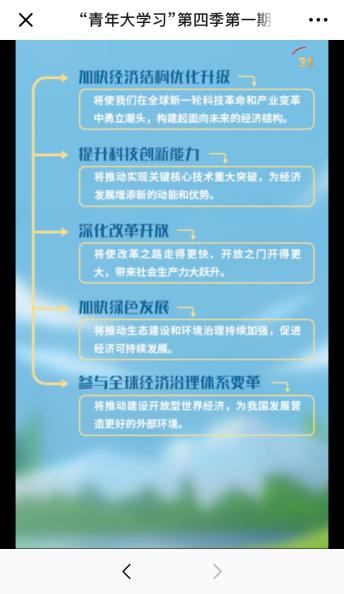 “青年大学习”第四季第一期
31
加快经济结构优化升级
将使我们在全球新一轮科技革命和产业变革
中勇立潮头，构建起面向未来的经济结构。
提升科技创新能力
将推动实现关键核心技术重大突破，为经济
发展增添新的动能和优势。
深化改革开放
将使改革之路走得更快、开放之门开得更
大，带来社会生产力大跃升。
加快绿色发展
将推动生态建设和环境治理持续加强，促进
经济可持续发展。
参与全球经济治理体系变革
将推动建设开放型世界经济，为我国发展营
造更好的外部环境。